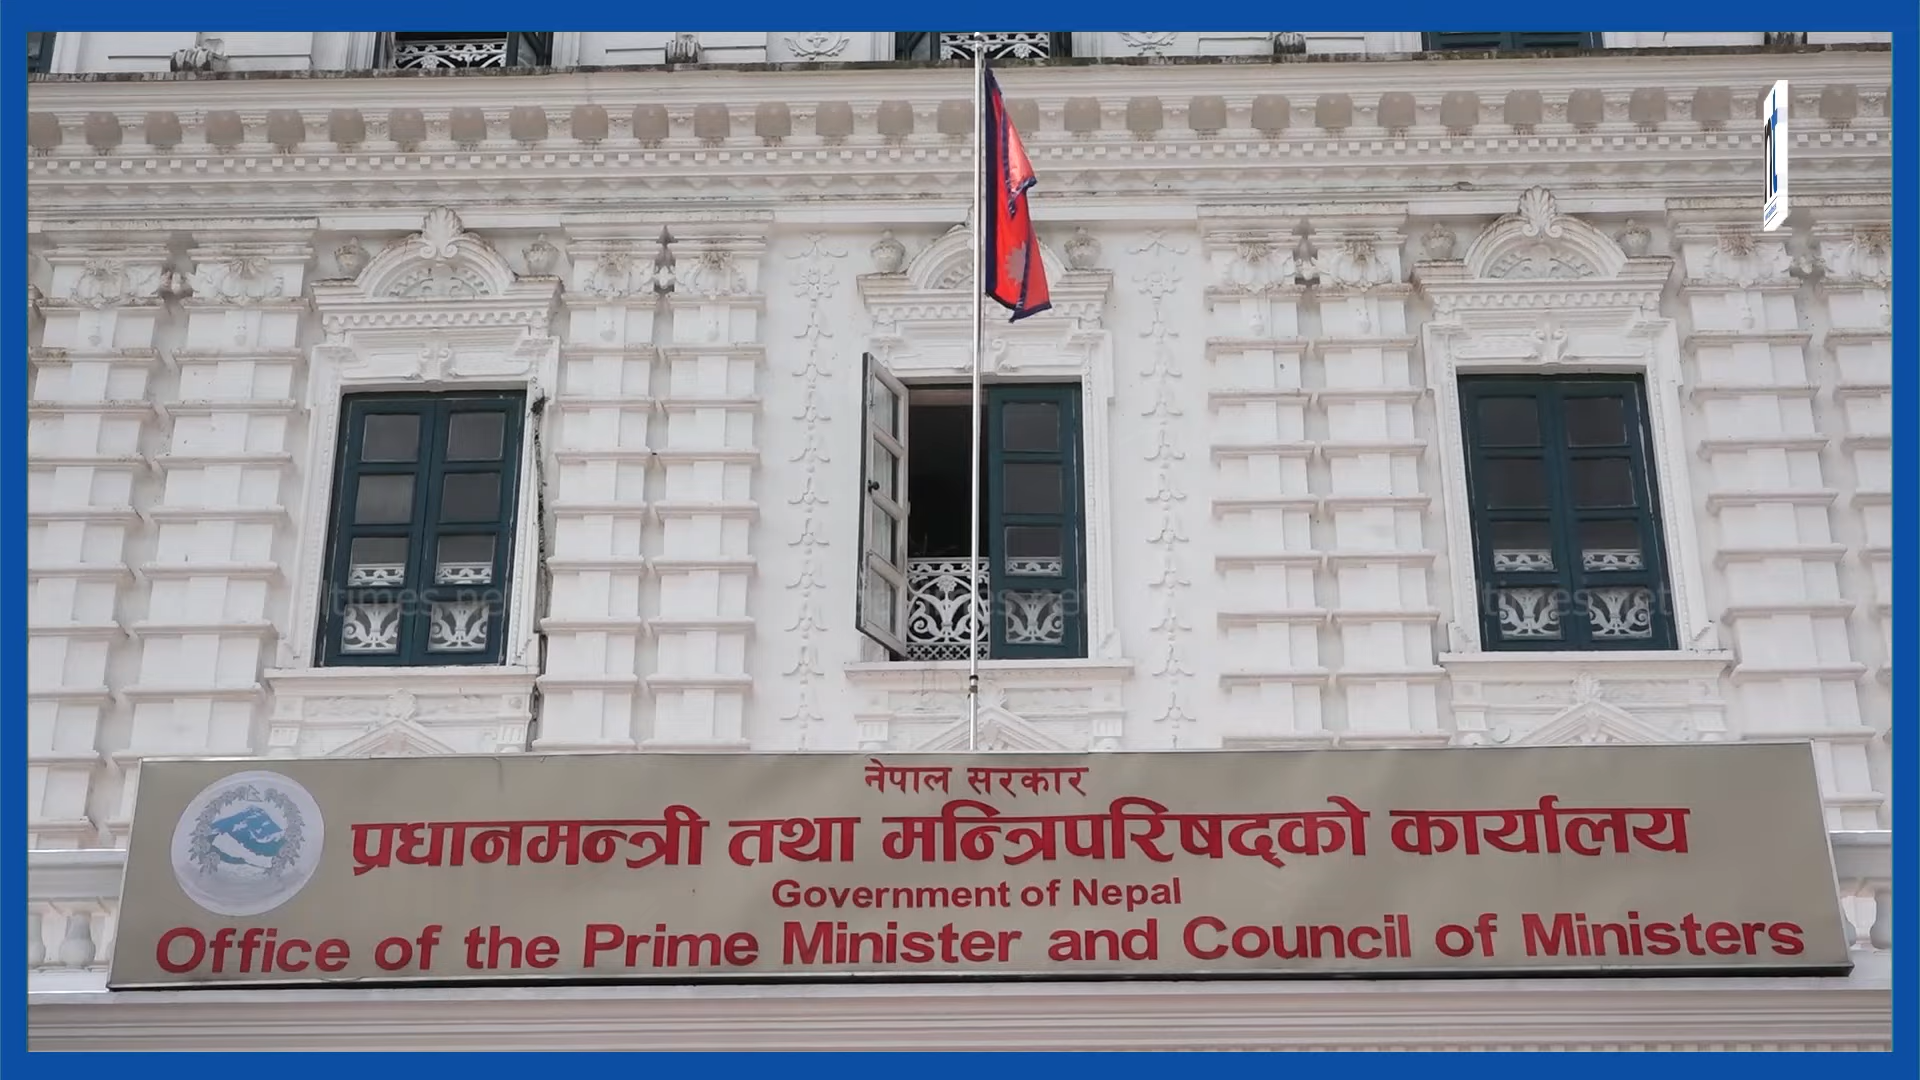 nt
नेपाल सरकार
प्रधानमन्त्री तथा मन्त्रिपरिषद्को कार्यालय
Government of Nepal
Office of the Prime Minister and Council of Ministers